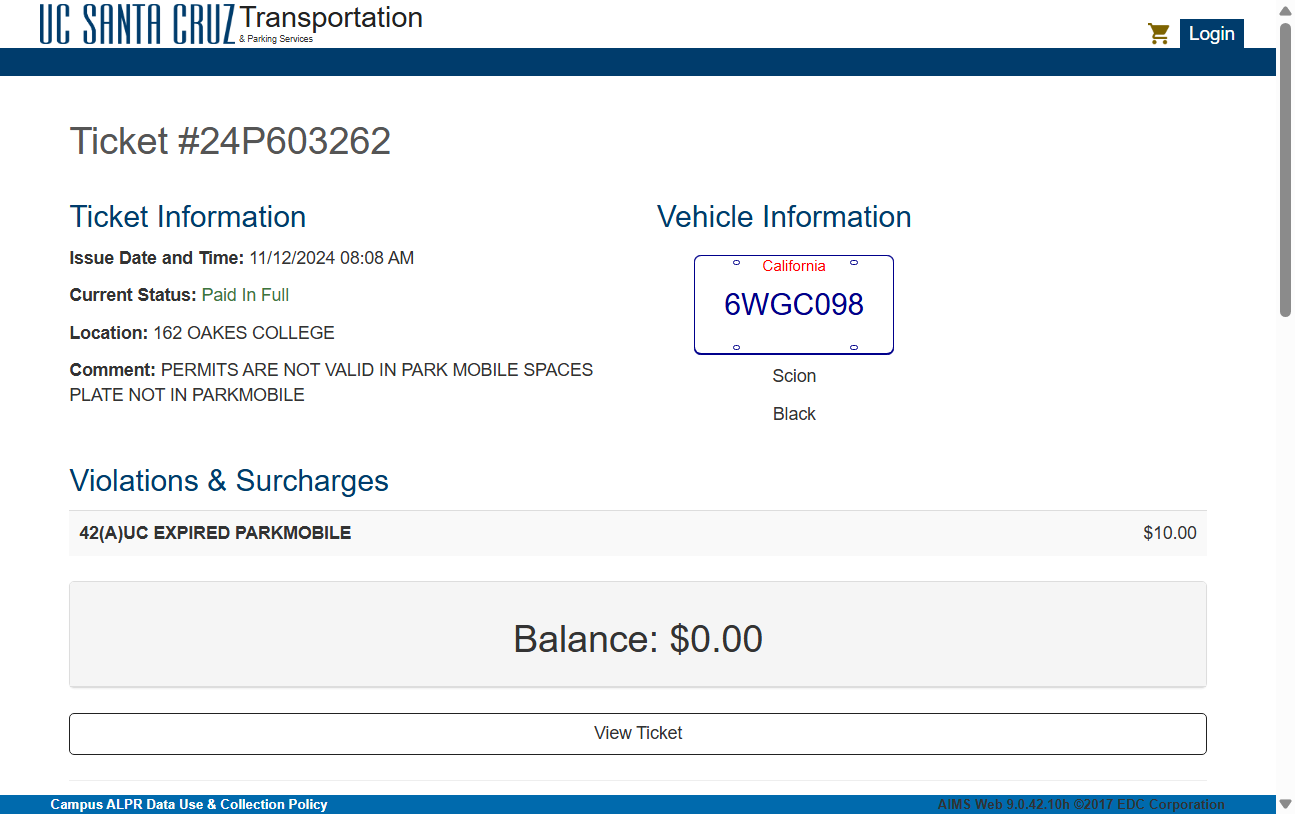 UC SANTA CRUZ Transportation
& Parking Services
Login
Ticket #24P603262
Ticket Information
Issue Date and Time: 11/12/2024 08:08 AM
Current Status: Paid In Full
Location: 162 OAKES COLLEGE
Comment: PERMITS ARE NOT VALID IN PARK MOBILE SPACES
PLATE NOT IN PARKMOBILE
Vehicle Information
California
6WGC098
Scion
Black
Violations & Surcharges
42(A)UC EXPIRED PARKMOBILE $10.00
Balance: $0.00
View Ticket
Campus ALPR Data Use & Collection Policy
AIMS Web 9.0.42.10h ©2017 EDC Corporation